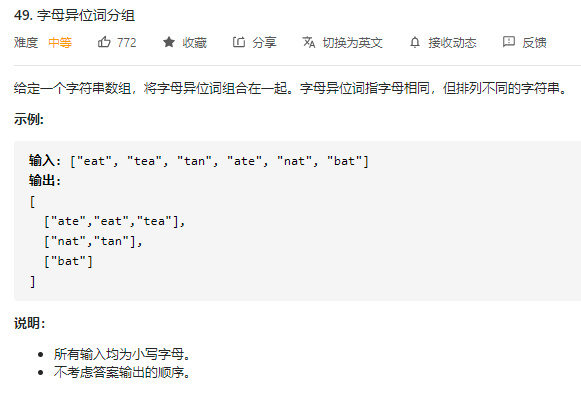 49. 字母异位词分组
难度 中等 772 收藏 分享 切换为英文 接收动态 反馈
给定一个字符串数组，将字母异位词组合在一起。字母异位词指字母相同，但排列不同的字符串。
示例:
输入: ["eat", "tea", "tan", "ate", "nat", "bat"]
输出:
[
  ["ate","eat","tea"],
  ["nat","tan"],
  ["bat"]
]
说明：
• 所有输入均为小写字母。
• 不考虑答案输出的顺序。